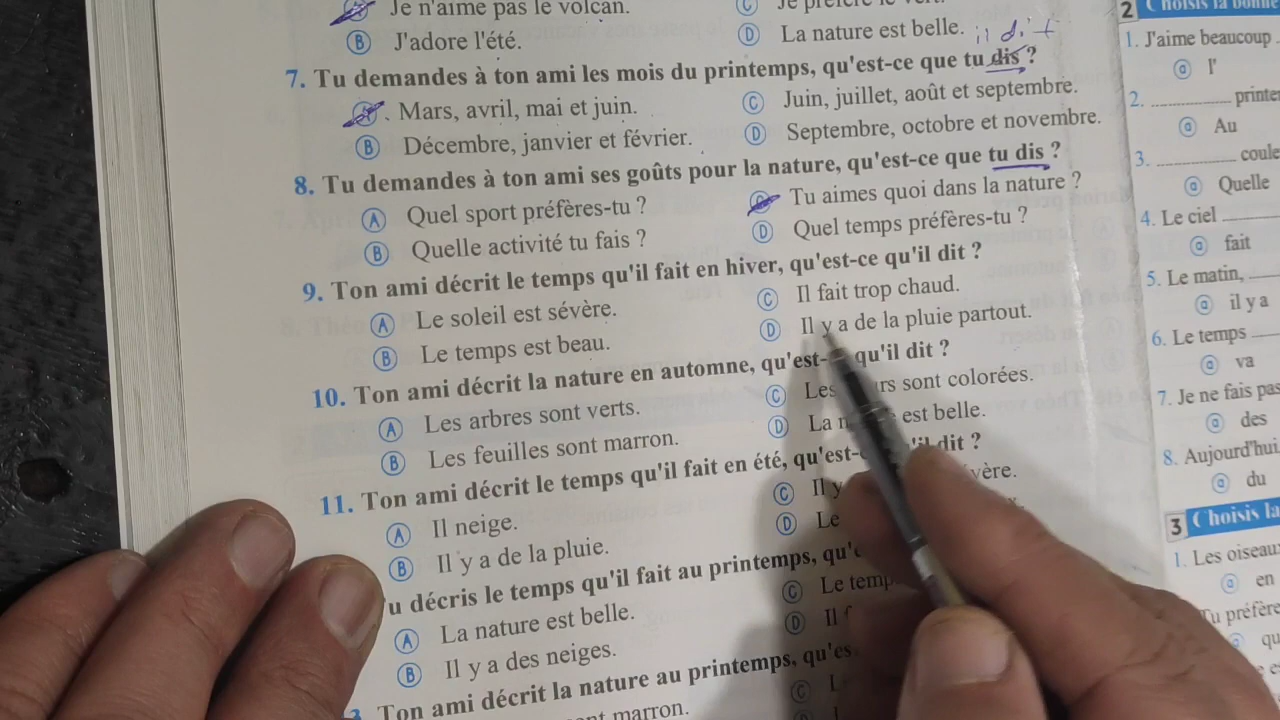 Je n'aime pas le volcan.
B J'adore l'été.
D La nature est belle.
il dit
7. Tu demandes à ton ami les mois du printemps, qu'est-ce que tu dis ?
A. Mars, avril, mai et juin.
C Juin, juillet, août et septembre.
B Décembre, janvier et février.
D Septembre, octobre et novembre.
8. Tu demandes à ton ami ses goûts pour la nature, qu'est-ce que tu dis ?
A Quel sport préfères-tu ?
C Tu aimes quoi dans la nature ?
B Quelle activité tu fais ?
D Quel temps préfères-tu ?
9. Ton ami décrit le temps qu'il fait en hiver, qu'est-ce qu'il dit ?
A Le soleil est sévère.
C Il fait trop chaud.
B Le temps est beau.
D Il y a de la pluie partout.
10. Ton ami décrit la nature en automne, qu'est- qu'il dit ?
A Les arbres sont verts.
C Les sont colorées.
B Les feuilles sont marron.
D La est belle.
11. Ton ami décrit le temps qu'il fait en été, qu'est- dit ?
A Il neige.
C Il y
B Il y a de la pluie.
D Le
décris le temps qu'il fait au printemps,
A La nature est belle.
C Le
B Il y a des neiges.
D Il
Ton ami décrit la nature au printemps,
marron.
C
2 Choisis la
1. J'aime beaucoup
a l'
2.
a Au
3.
a Quelle
4. Le ciel
a fait
5. Le matin,
a il y a
6. Le temps
a va
7. Je ne fais pas
a des
8. Aujourd'hui
a du
3 Choisis la
1. Les
a en